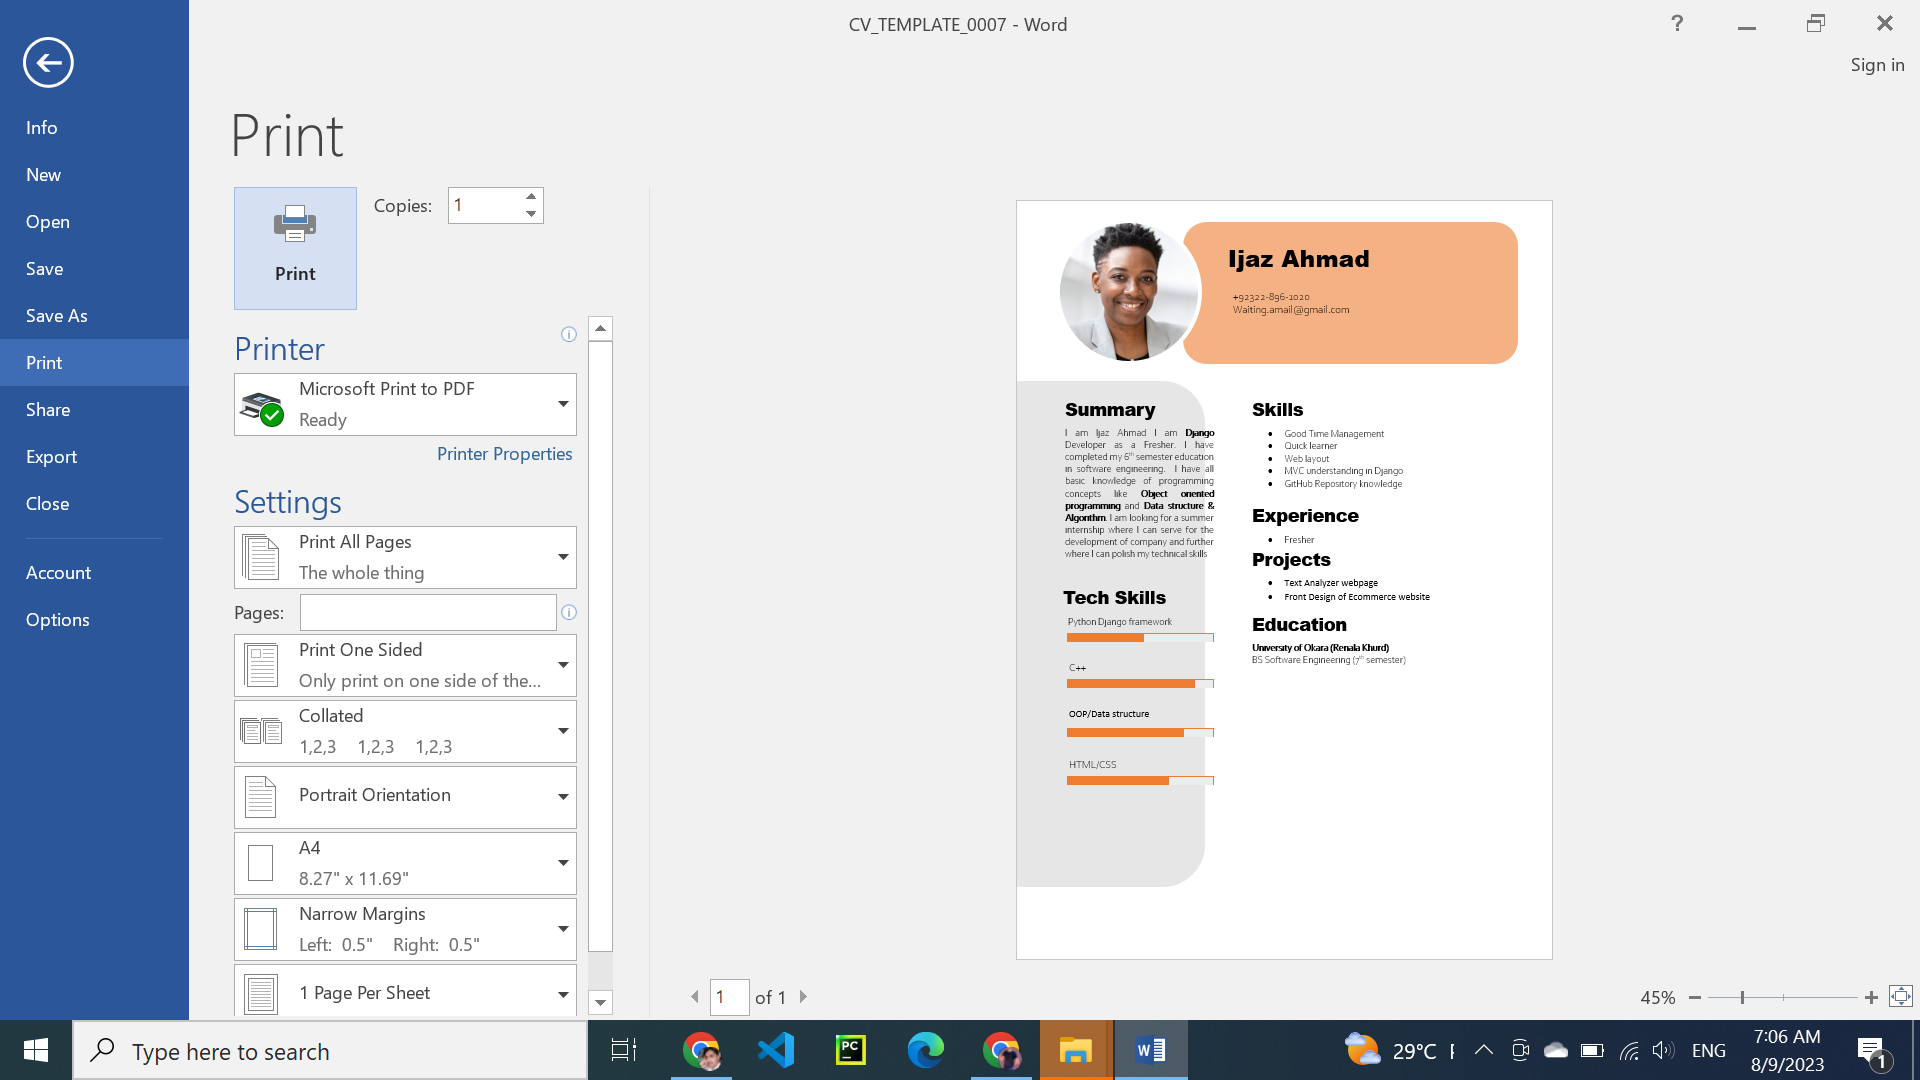 CV_TEMPLATE_0007 - Word
?
Sign in
Info
New
Open
Save
Save As
Print
Share
Export
Close
Account
Options
Print
Print
Copies: 1
Printer
Microsoft Print to PDF
Ready
Printer Properties
Settings
Print All Pages
The whole thing
Pages:
Print One Sided
Only print on one side of the...
Collated
1,2,3 1,2,3 1,2,3
Portrait Orientation
A4
8.27" x 11.69"
Narrow Margins
Left: 0.5" Right: 0.5"
1 Page Per Sheet
Ijaz Ahmad
+92322-896-1020
Waiting.amail@gmail.com
Summary
I am Ijaz Ahmad I am Django
Developer as a Fresher. I have
completed my 6th semester education
in software engineering. I have all
basic knowledge of programming
concepts like Object oriented
programming and Data structure &
Algorithm. I am looking for a summer
internship where I can serve for the
development of company and further
where I can polish my technical skills
Tech Skills
Python Django framework
C++
OOP/Data structure
HTML/CSS
Skills
• Good Time Management
• Quick learner
• Web layout
• MVC understanding in Django
• GitHub Repository knowledge
Experience
• Fresher
Projects
• Text Analyzer webpage
• Front Design of Ecommerce website
Education
University of Okara (Renala Khurd)
BS Software Engineering (7th semester)
1 of 1
45%
Type here to search
PC
W
29°C
ENG
7:06 AM
8/9/2023
1